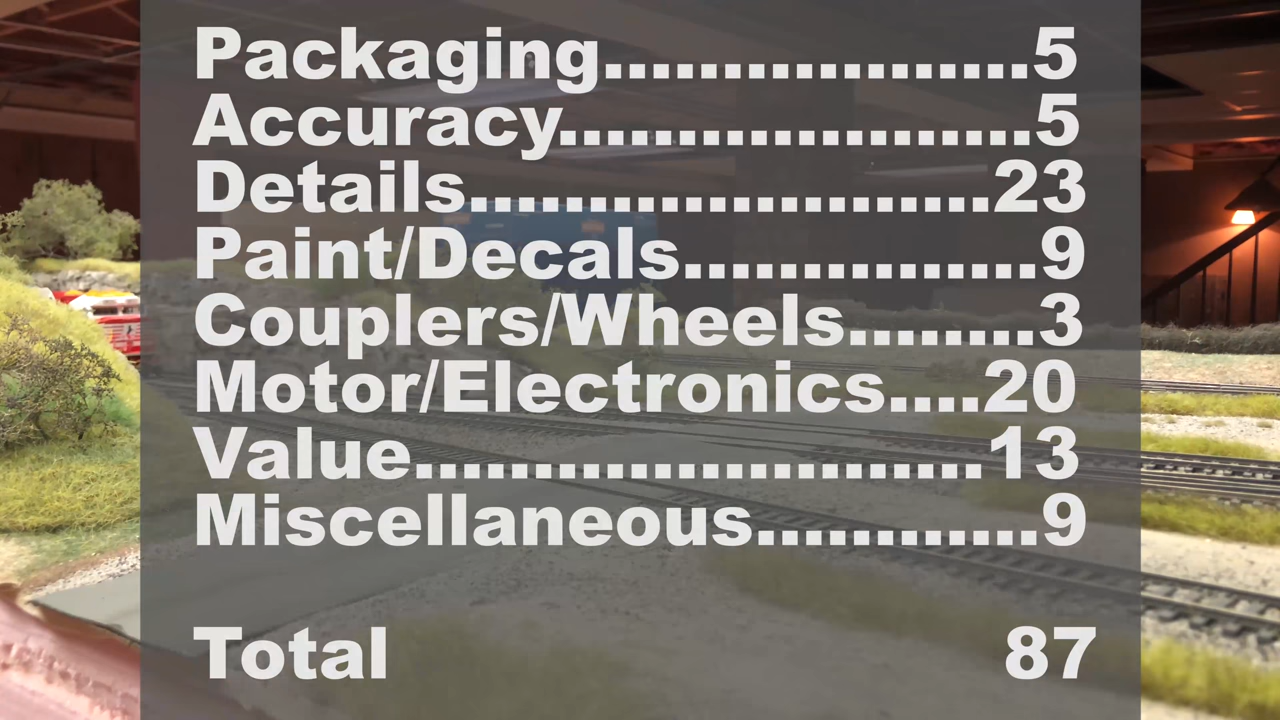 Packaging..................5
Accuracy....................5
Details......................23
Paint/Decals...............9
Couplers/Wheels........3
Motor/Electronics....20
Value........................13
Miscellaneous............9
Total 87